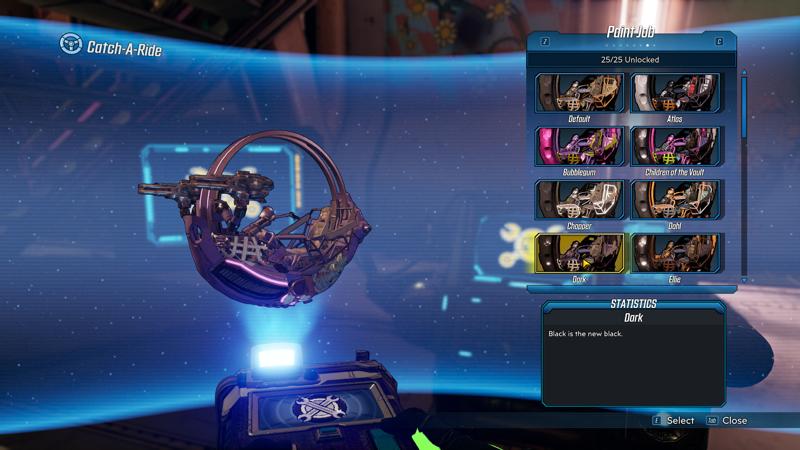 Catch-A-Ride
Paint Job
Z
C
25/25 Unlocked
Default
Atlas
Bubblegum
Children of the Vault
Chopper
Dahl
Dark
Ellie
STATISTICS
Dark
Black is the new black.
E Select
Tab Close